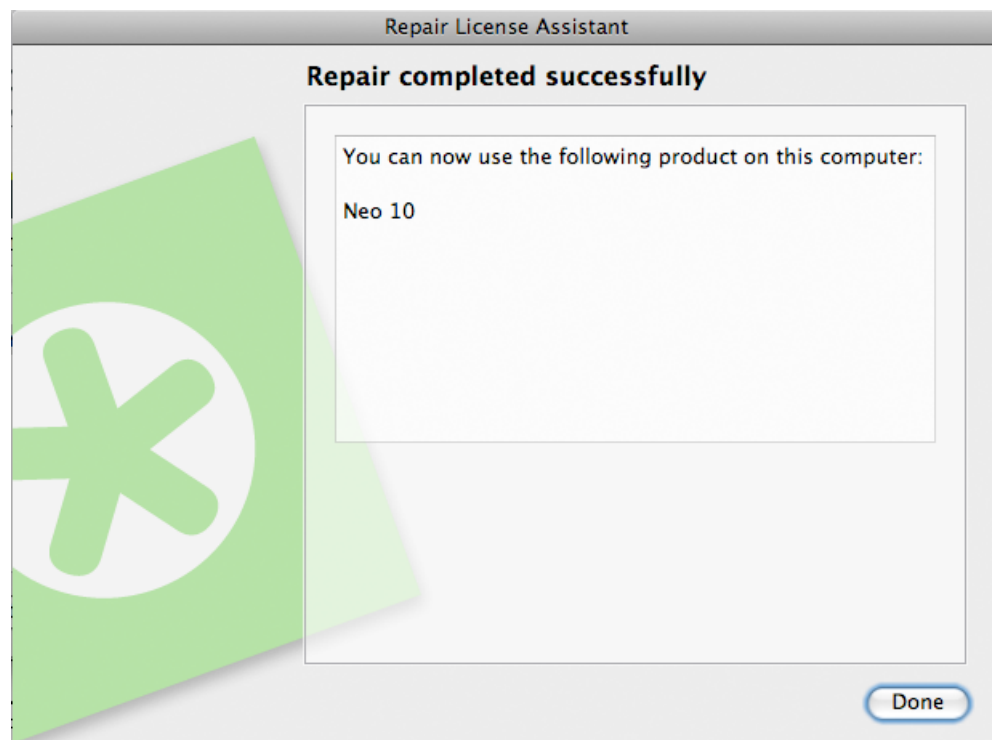 Repair License Assistant
Repair completed successfully
You can now use the following product on this computer:
Neo 10
Done